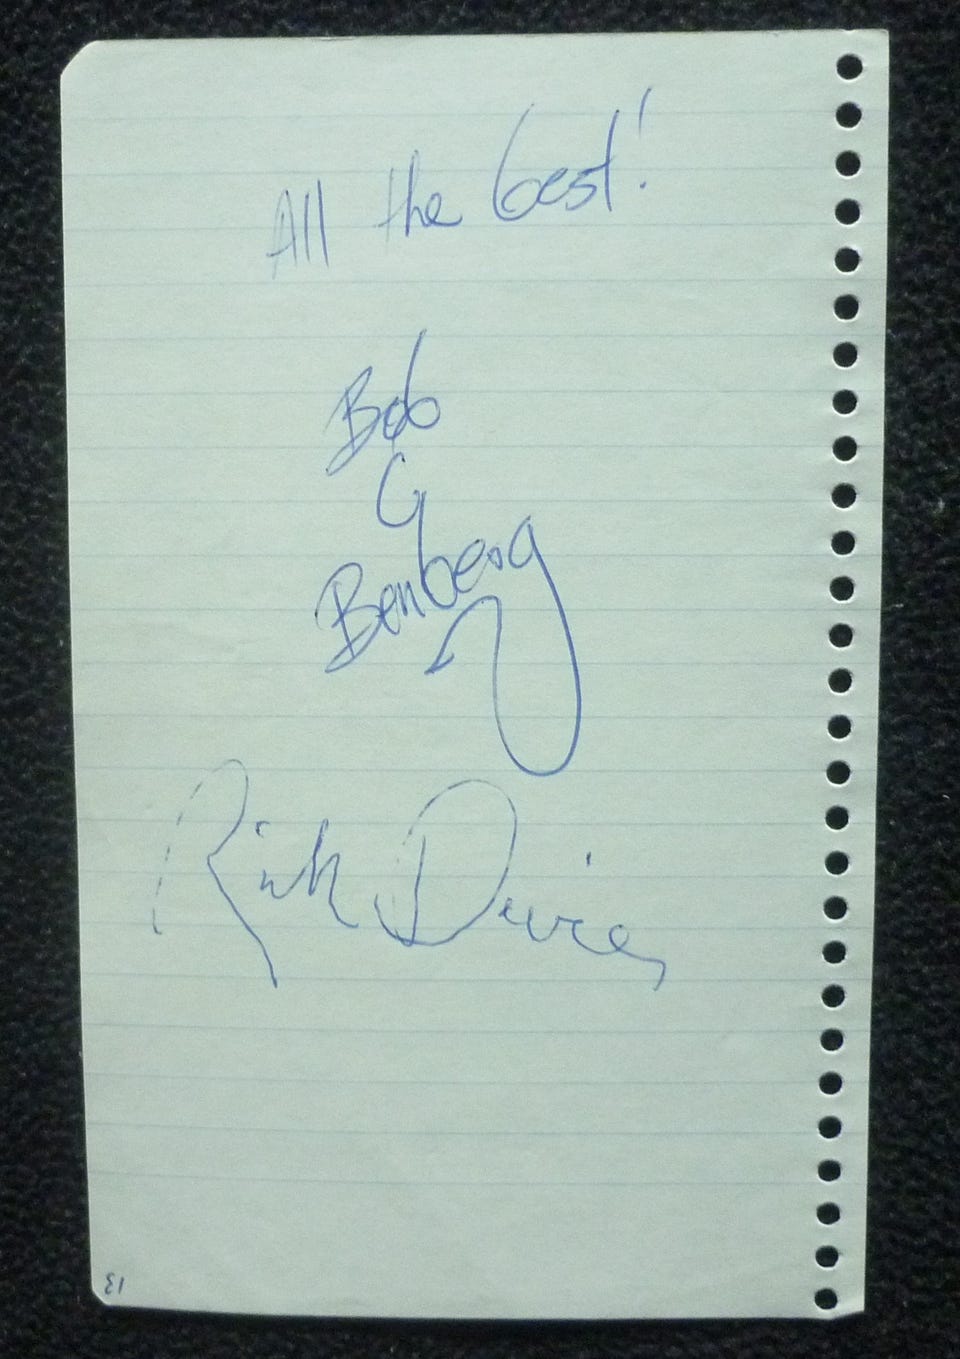 All the best!
Bob
C
Benberg
Rick Davies
13